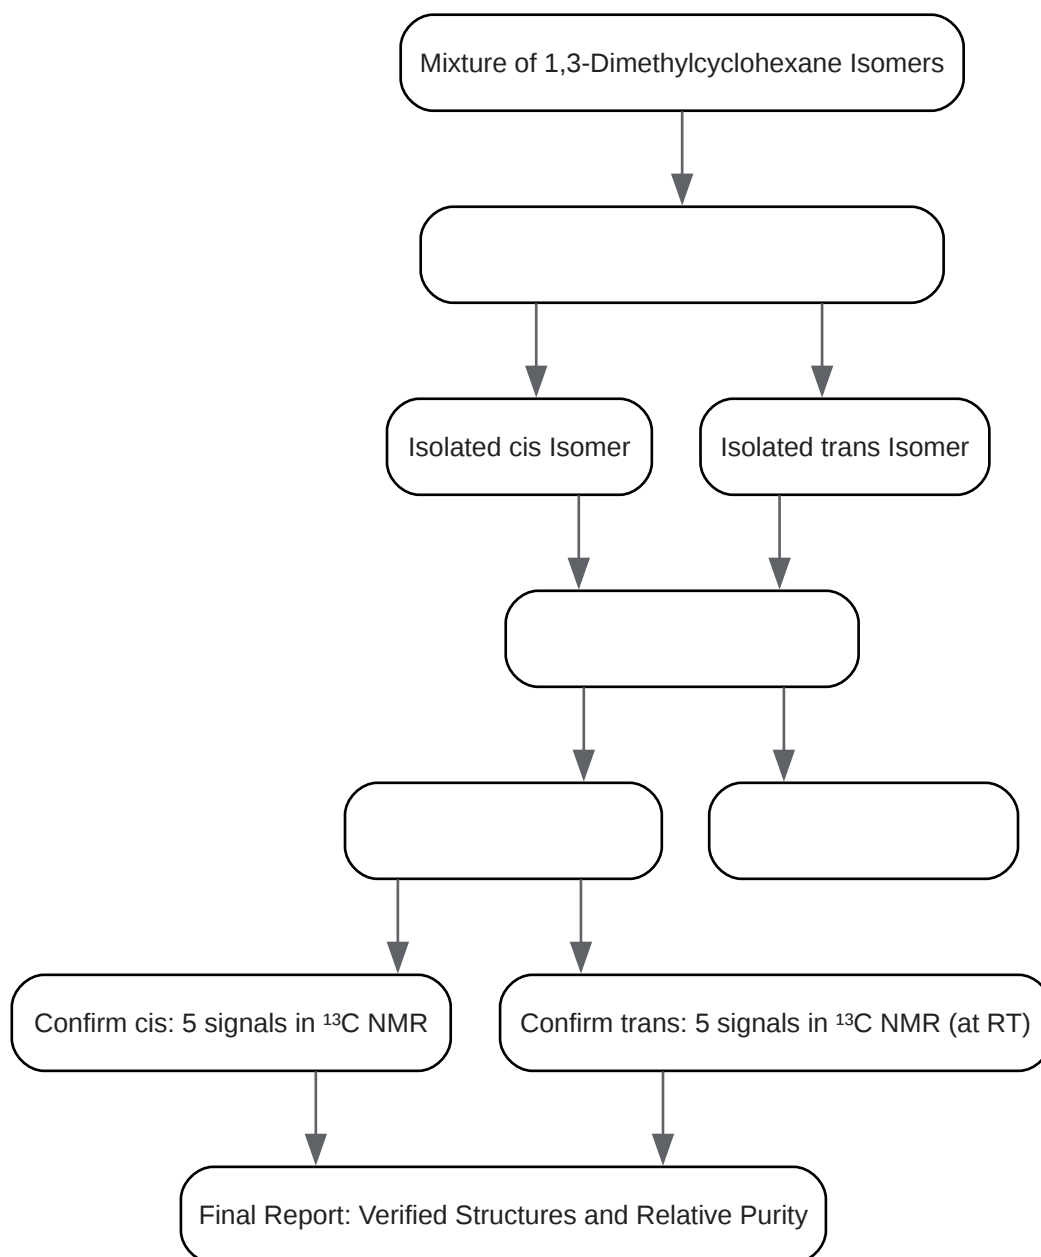 Mixture of 1,3-Dimethylcyclohexane Isomers
Isolated cis Isomer
Isolated trans Isomer
Confirm cis: 5 signals in ¹³C NMR
Confirm trans: 5 signals in ¹³C NMR (at RT)
Final Report: Verified Structures and Relative Purity